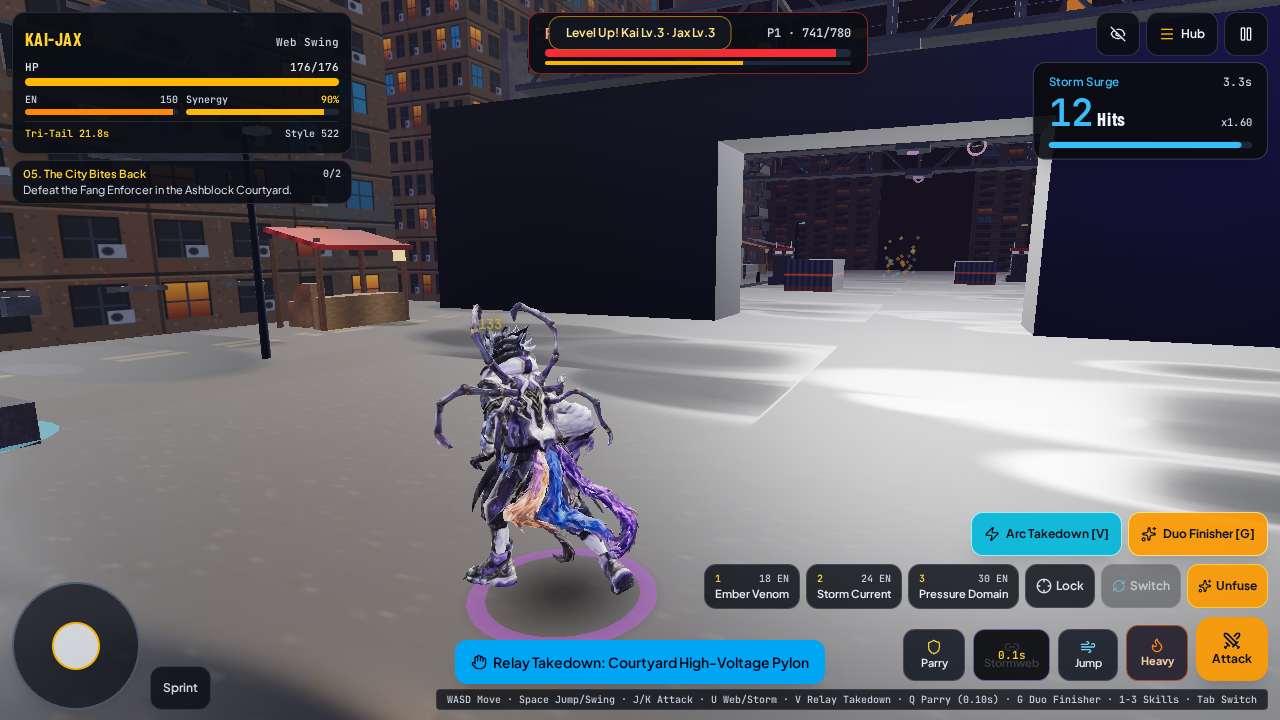 KAI-JAX
Web Swing
HP 176/176
EN 150 Synergy 90%
Tri-Tail 21.8s Style 522
05. The City Bites Back 0/2
Defeat the Fang Enforcer in the Ashblock Courtyard.
Level Up! Kai Lv.3 · Jax Lv.3
P1 · 741/780
Hub
Storm Surge 3.3s
12 Hits x1.60
133
Arc Takedown [V]
Duo Finisher [G]
1 18 EN
Ember Venom
2 24 EN
Storm Current
3 30 EN
Pressure Domain
Lock
Switch
Unfuse
Relay Takedown: Courtyard High-Voltage Pylon
Parry
0.1s
Stormweb
Jump
Heavy
Attack
Sprint
WASD Move · Space Jump/Swing · J/K Attack · U Web/Storm · V Relay Takedown · Q Parry (0.10s) · G Duo Finisher · 1-3 Skills · Tab Switch